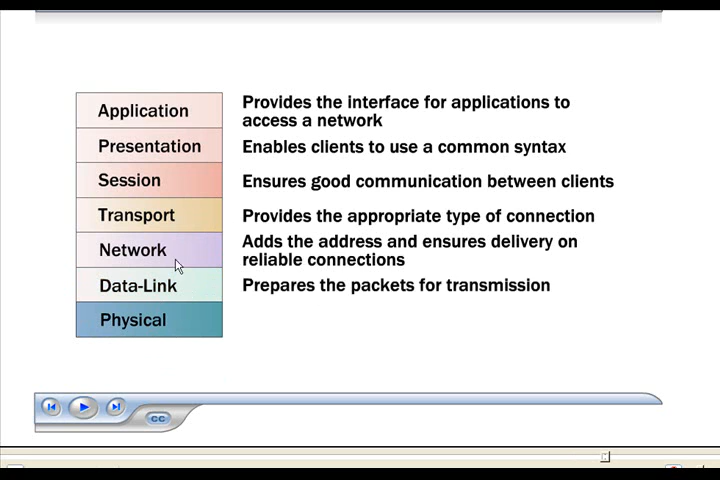 Application
Provides the interface for applications to
access a network
Presentation
Enables clients to use a common syntax
Session
Ensures good communication between clients
Transport
Provides the appropriate type of connection
Network
Adds the address and ensures delivery on
reliable connections
Data-Link
Prepares the packets for transmission
Physical
CC